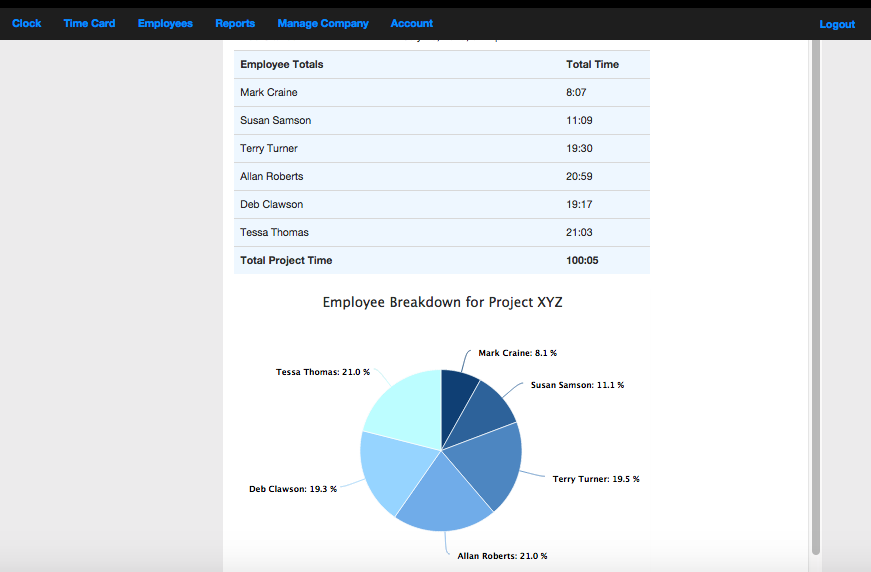 Clock Time Card Employees Reports Manage Company Account Logout
Employee Totals Total Time
Mark Craine 8:07
Susan Samson 11:09
Terry Turner 19:30
Allan Roberts 20:59
Deb Clawson 19:17
Tessa Thomas 21:03
Total Project Time 100:05
Employee Breakdown for Project XYZ
Mark Craine: 8.1 %
Tessa Thomas: 21.0 %
Susan Samson: 11.1 %
Terry Turner: 19.5 %
Deb Clawson: 19.3 %
Allan Roberts: 21.0 %